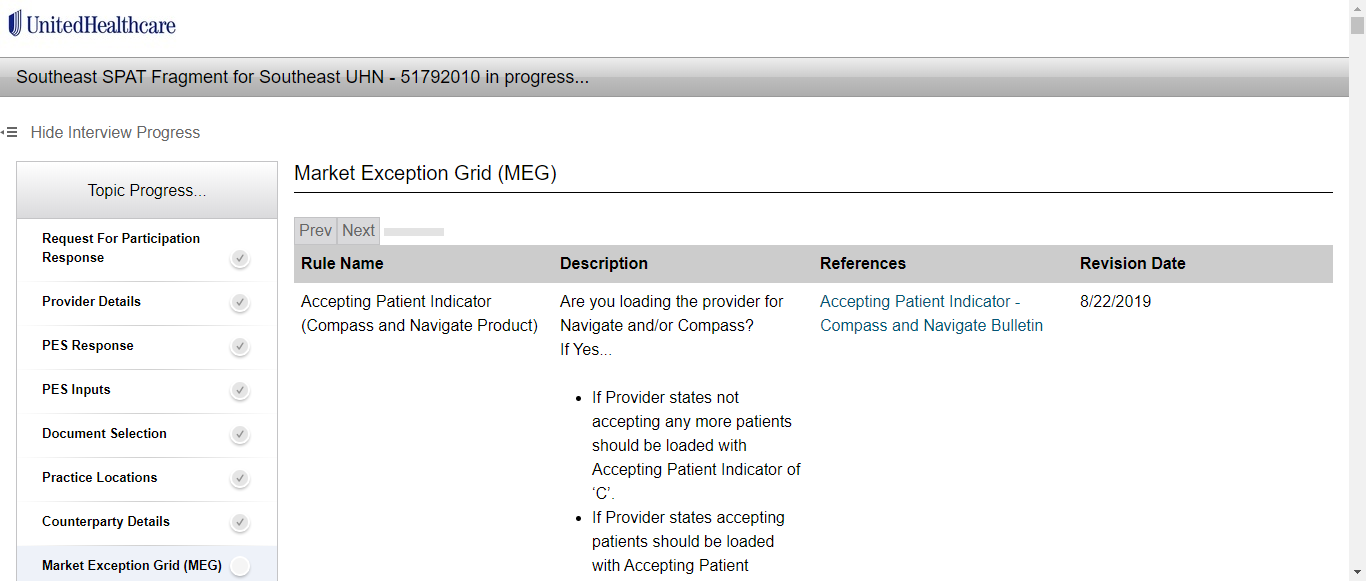 UnitedHealthcare
Southeast SPAT Fragment for Southeast UHN - 51792010 in progress...
Hide Interview Progress
Topic Progress...
Request For Participation
Response
Provider Details
PES Response
PES Inputs
Document Selection
Practice Locations
Counterparty Details
Market Exception Grid (MEG)
Market Exception Grid (MEG)
Prev Next
Rule Name Description References Revision Date
Accepting Patient Indicator
(Compass and Navigate Product)
Are you loading the provider for
Navigate and/or Compass?
If Yes...
• If Provider states not
accepting any more patients
should be loaded with
Accepting Patient Indicator of
‘C’.
• If Provider states accepting
patients should be loaded
with Accepting Patient
Accepting Patient Indicator -
Compass and Navigate Bulletin
8/22/2019